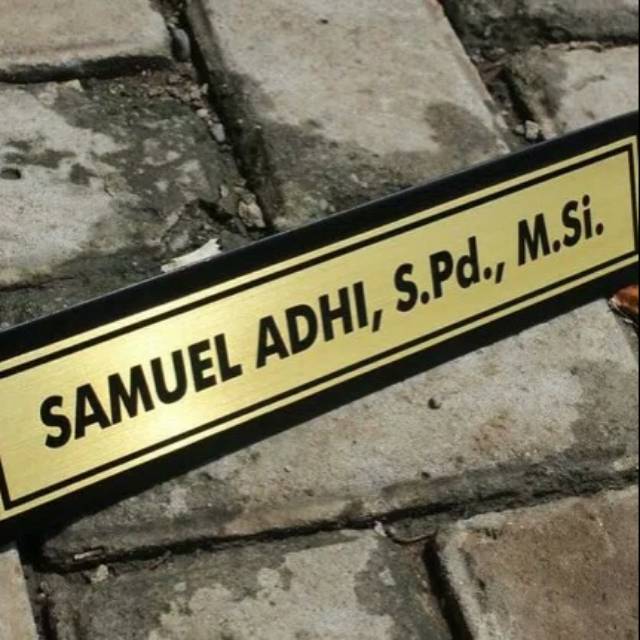 SAMUEL ADHI, S.Pd., M.Si.